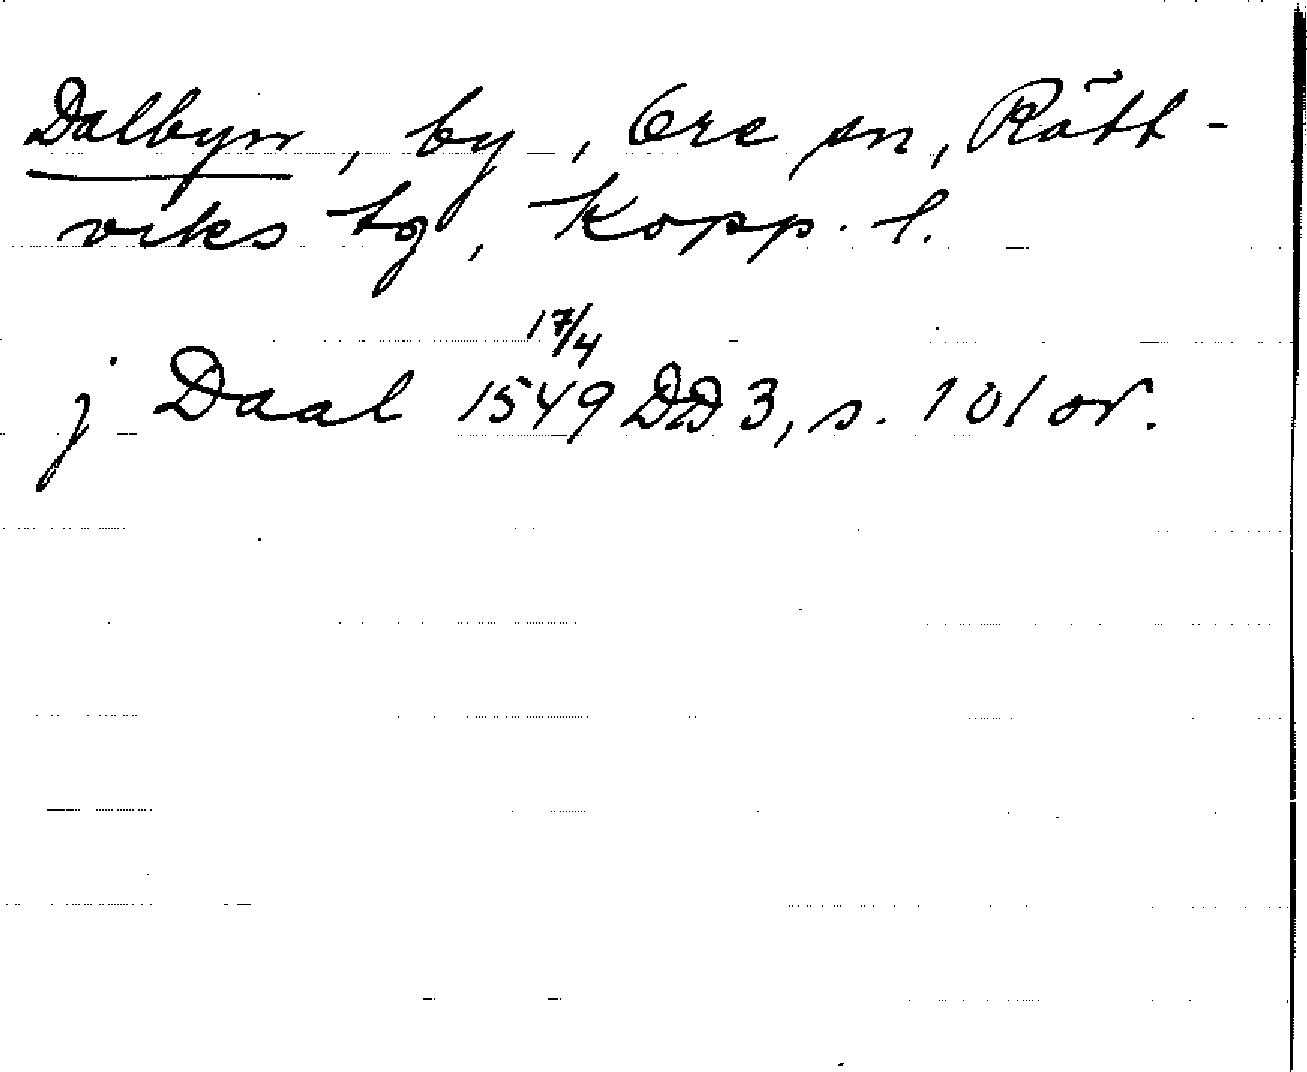 Dalbyn, by, Ore sn, Rätt-
viks tg, Kopp. l.
j Daal 1549 17/4 DD 3, s. 101 or.